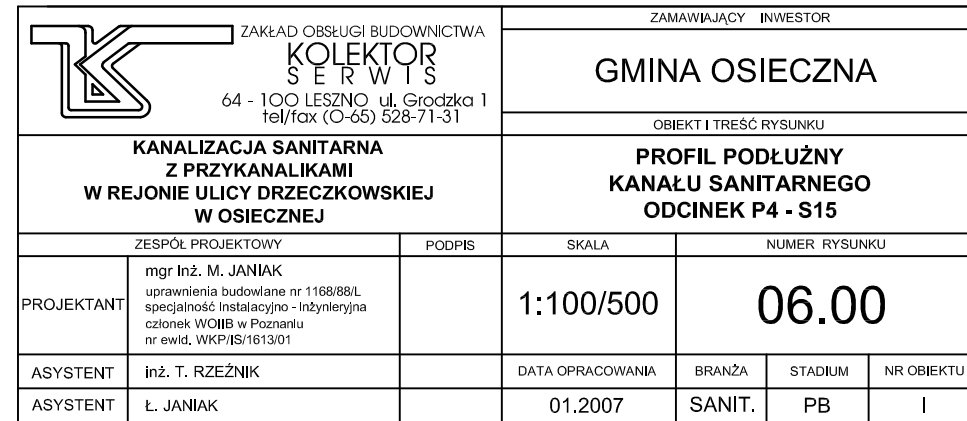 ZAKŁAD OBSŁUGI BUDOWNICTWA
KOLEKTOR
SERWIS
64 - 100 LESZNO ul. Grodzka 1
tel/fax (0-65) 528-71-31
ZAMAWIAJĄCY INWESTOR
GMINA OSIECZNA
OBIEKT I TREŚĆ RYSUNKU
KANALIZACJA SANITARNA
Z PRZYKANALIKAMI
W REJONIE ULICY DRZECZKOWSKIEJ
W OSIECZNEJ
PROFIL PODŁUŻNY
KANAŁU SANITARNEGO
ODCINEK P4 - S15
ZESPÓŁ PROJEKTOWY PODPIS SKALA NUMER RYSUNKU
PROJEKTANT
mgr inż. M. JANIAK
uprawnienia budowlane nr 1168/88/L
specjalność instalacyjno - inżynieryjna
członek WOIIB w Poznaniu
nr ewid. WKP/IS/1613/01
1:100/500
06.00
ASYSTENT inż. T. RZEŹNIK DATA OPRACOWANIA BRANŻA STADIUM NR OBIEKTU
ASYSTENT Ł. JANIAK 01.2007 SANIT. PB I